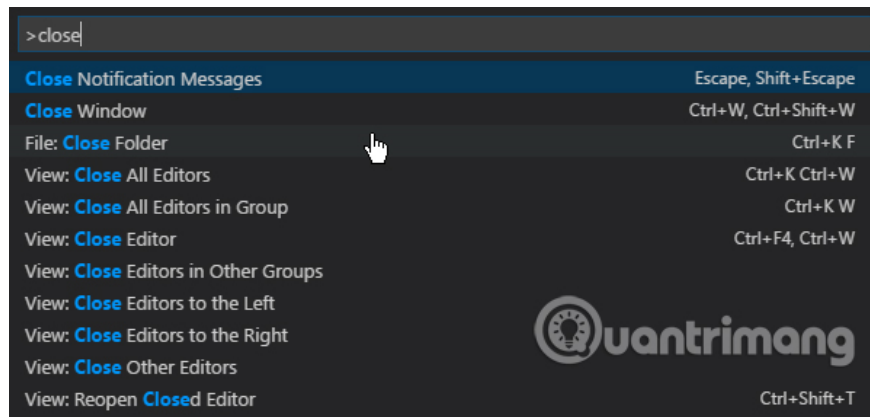 >close
Close Notification Messages Escape, Shift+Escape
Close Window Ctrl+W, Ctrl+Shift+W
File: Close Folder Ctrl+K F
View: Close All Editors Ctrl+K Ctrl+W
View: Close All Editors in Group Ctrl+K W
View: Close Editor Ctrl+F4, Ctrl+W
View: Close Editors in Other Groups
View: Close Editors to the Left
View: Close Editors to the Right
Quantrimang
View: Close Other Editors
View: Reopen Closed Editor Ctrl+Shift+T